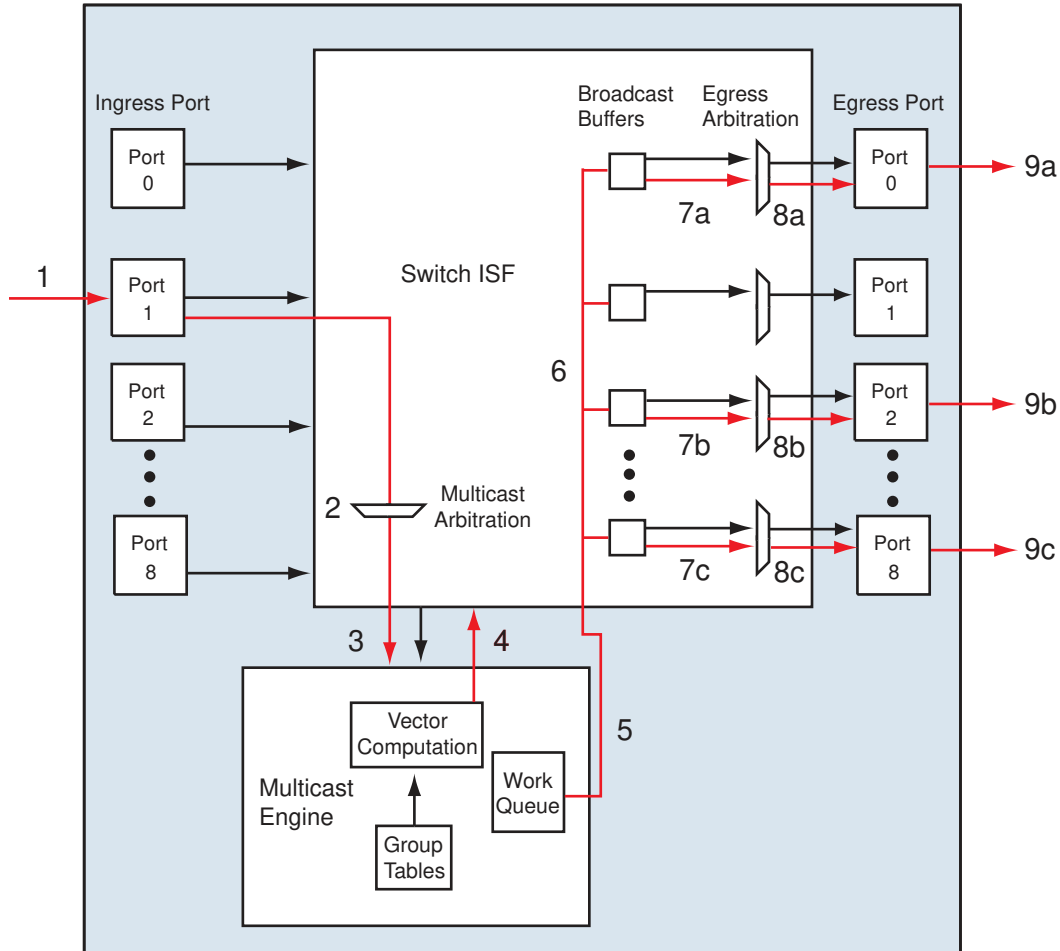 Ingress Port
Port
0
1
Port
1
Port
2
Port
8
Switch ISF
Broadcast
Buffers
Egress
Arbitration
Egress Port
7a
8a
Port
0
9a
Port
1
6
7b
8b
Port
2
9b
2
Multicast
Arbitration
7c
8c
Port
8
9c
3
4
5
Vector
Computation
Multicast
Engine
Work
Queue
Group
Tables